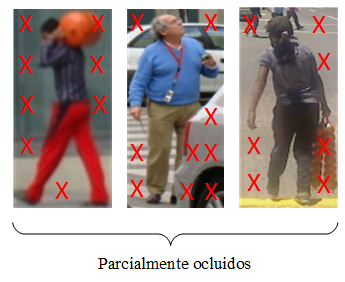 X X X X X X
X X X
X X
X
X X X X X X
X X X X
X
Parcialmente ocluidos